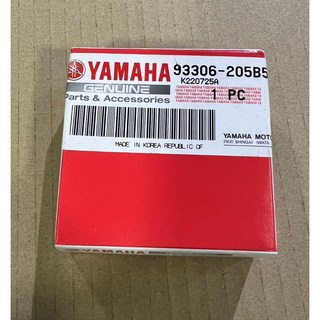 YAMAHA 93306-205B5
GENUINE K220725A
Parts & Accessories 1 PC
YAMAHA MOTO
2500 SHINGAI IWATA
MADE IN KOREA REPUBLIC OF